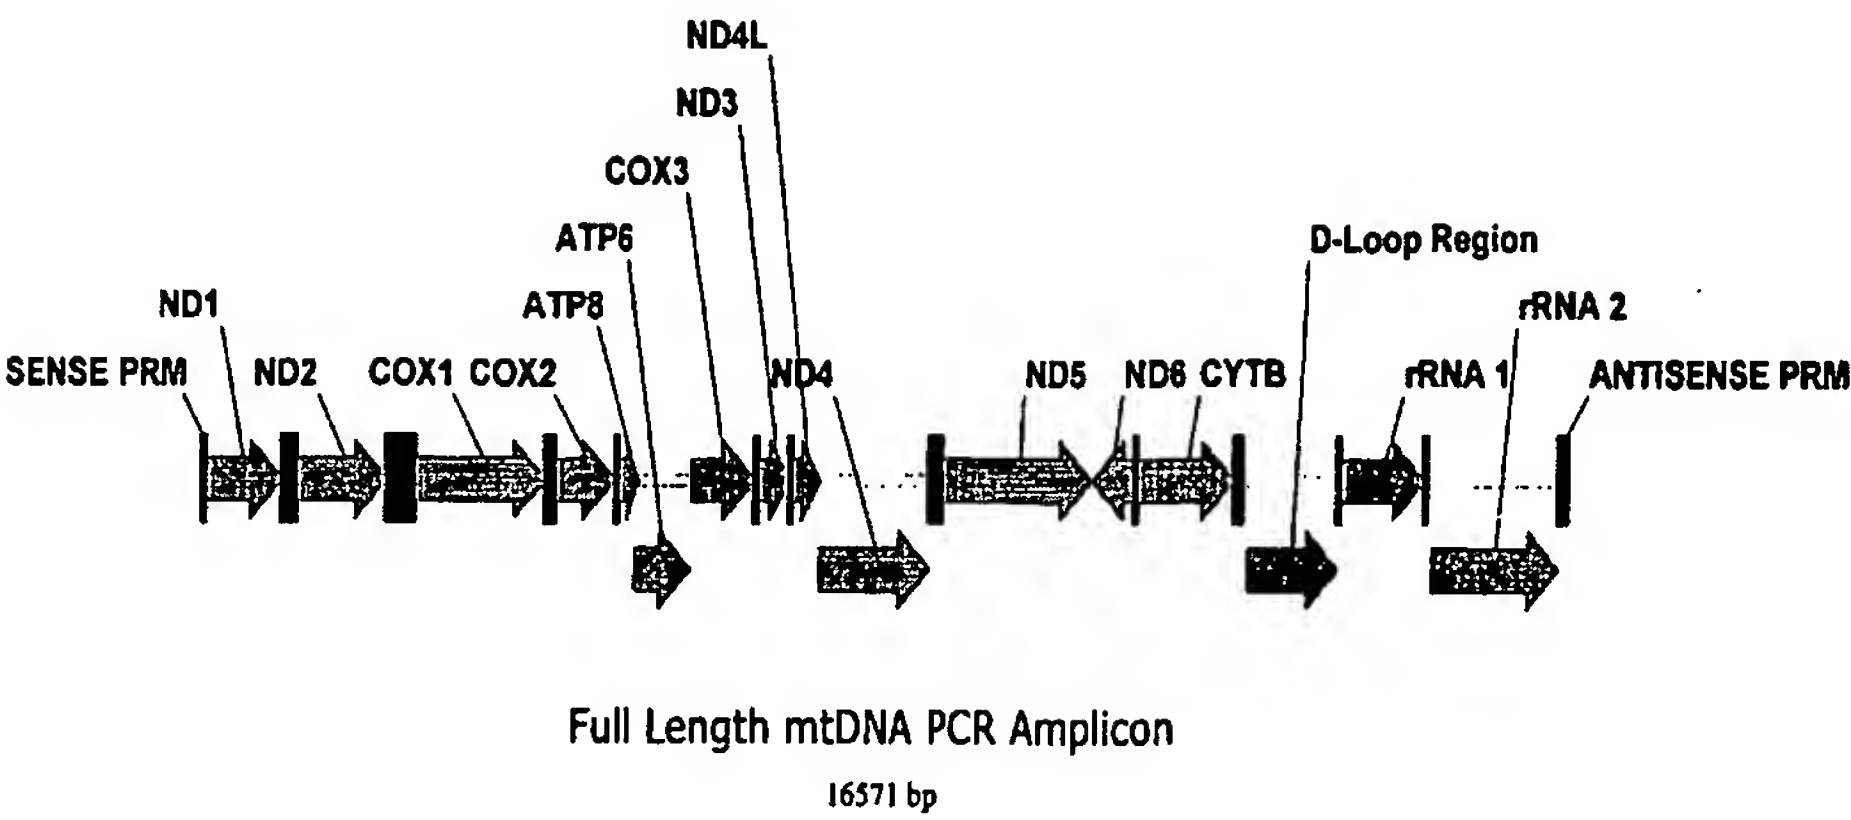 ND4L
ND3
COX3
ATP6
D-Loop Region
ND1
ATP8
rRNA 2
SENSE PRM
ND2
COX1
COX2
ND4
ND5
ND6
CYTB
rRNA 1
ANTISENSE PRM
Full Length mtDNA PCR Amplicon
16571 bp